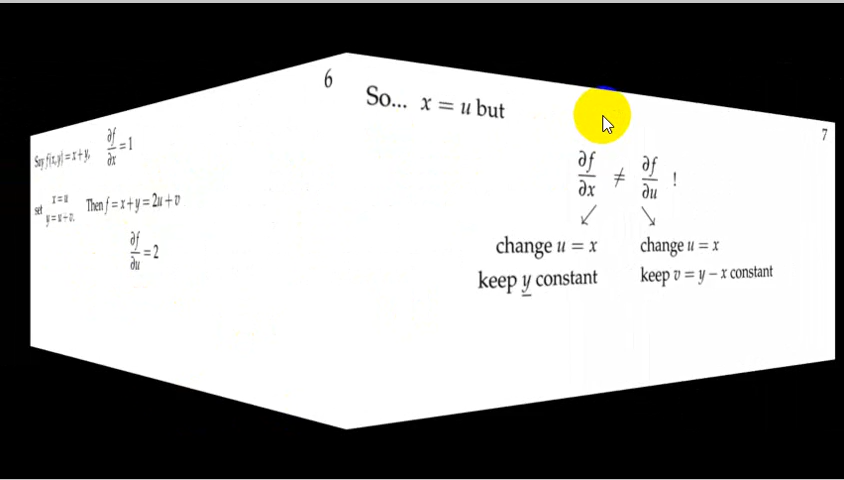 6
Say f(x,y) = x + y, ∂f/∂x = 1
set x = u
y = u + v.
Then f = x + y = 2u + v
∂f/∂u = 2
7
So... x = u but
∂f/∂x ≠ ∂f/∂u !
↙ ↘
change u = x
keep y constant
change u = x
keep v = y − x constant